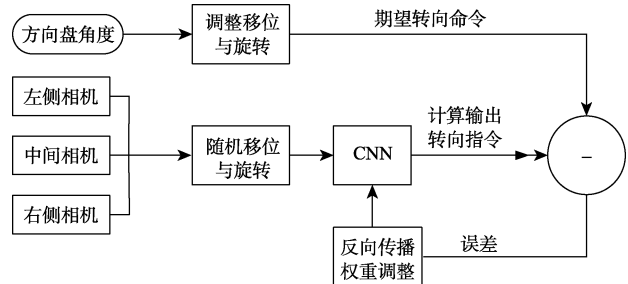 方向盘角度
调整移位
与旋转
期望转向命令
左侧相机
中间相机
右侧相机
随机移位
与旋转
CNN
计算输出
转向指令
–
反向传播
权重调整
误差